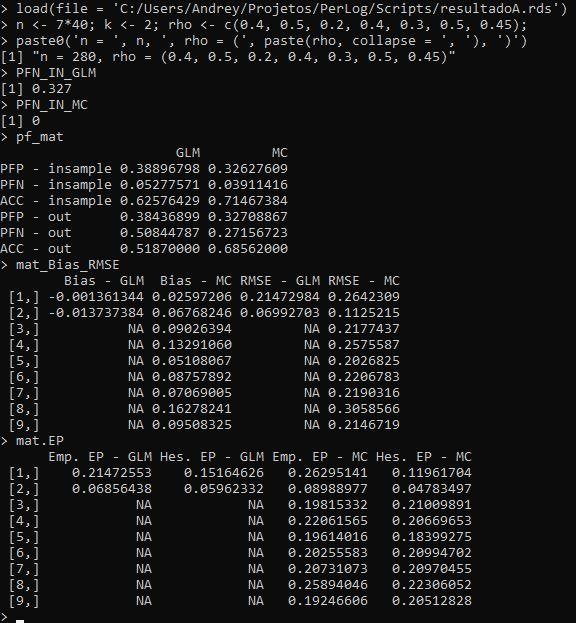 > load(file = 'C:/Users/Andrey/Projetos/PerLog/Scripts/resultadoA.rds')
> n <- 7*40; k <- 2; rho <- c(0.4, 0.5, 0.2, 0.4, 0.3, 0.5, 0.45);
> paste0('n = ', n, ', rho = (', paste(rho, collapse = ', '), ')')
[1] "n = 280, rho = (0.4, 0.5, 0.2, 0.4, 0.3, 0.5, 0.45)"
> PFN_IN_GLM
[1] 0.327
> PFN_IN_MC
[1] 0
> pf_mat
                      GLM         MC
PFP - insample 0.38896798 0.32627609
PFN - insample 0.05277571 0.03911416
ACC - insample 0.62576429 0.71467384
PFP - out      0.38436899 0.32708867
PFN - out      0.50844787 0.27156723
ACC - out      0.51870000 0.68562000
> mat_Bias_RMSE
        Bias - GLM  Bias - MC RMSE - GLM RMSE - MC
 [1,] -0.001361344 0.02597206 0.21472984 0.2642309
 [2,] -0.013737384 0.06768246 0.06992703 0.1125215
 [3,]           NA 0.09026394         NA 0.2177437
 [4,]           NA 0.13291060         NA 0.2575587
 [5,]           NA 0.05108067         NA 0.2026825
 [6,]           NA 0.08757892         NA 0.2206783
 [7,]           NA 0.07069005         NA 0.2190316
 [8,]           NA 0.16278241         NA 0.3058566
 [9,]           NA 0.09508325         NA 0.2146719
> mat.EP
      Emp. EP - GLM Hes. EP - GLM Emp. EP - MC Hes. EP - MC
 [1,]    0.21472553    0.15164626   0.26295141   0.11961704
 [2,]    0.06856438    0.05962332   0.08988977   0.04783497
 [3,]            NA            NA   0.19815332   0.21009891
 [4,]            NA            NA   0.22061565   0.20669653
 [5,]            NA            NA   0.19614016   0.18399275
 [6,]            NA            NA   0.20255583   0.20994702
 [7,]            NA            NA   0.20731073   0.20970455
 [8,]            NA            NA   0.25894046   0.22306052
 [9,]            NA            NA   0.19246606   0.20512828
>